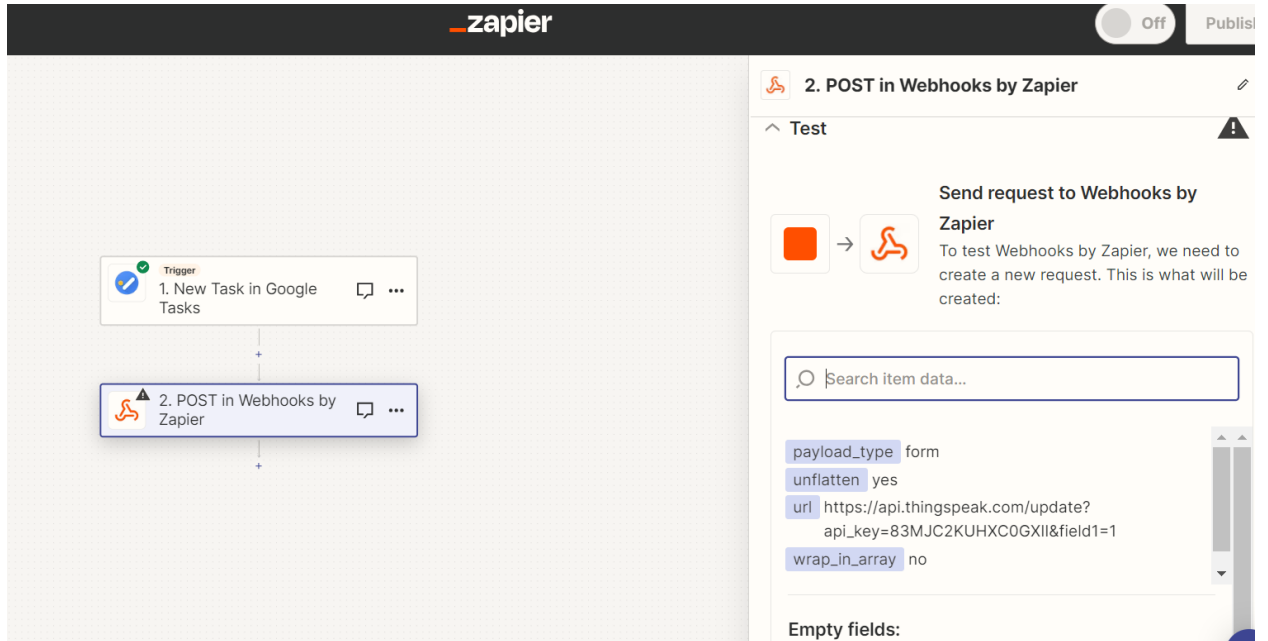 _zapier
Off
Publish
2. POST in Webhooks by Zapier
Test
Send request to Webhooks by
Zapier
To test Webhooks by Zapier, we need to
create a new request. This is what will be
created:
Search item data...
payload_type form
unflatten yes
url https://api.thingspeak.com/update?
api_key=83MJC2KUHXC0GXII&field1=1
wrap_in_array no
Empty fields:
Trigger
1. New Task in Google
Tasks
2. POST in Webhooks by
Zapier